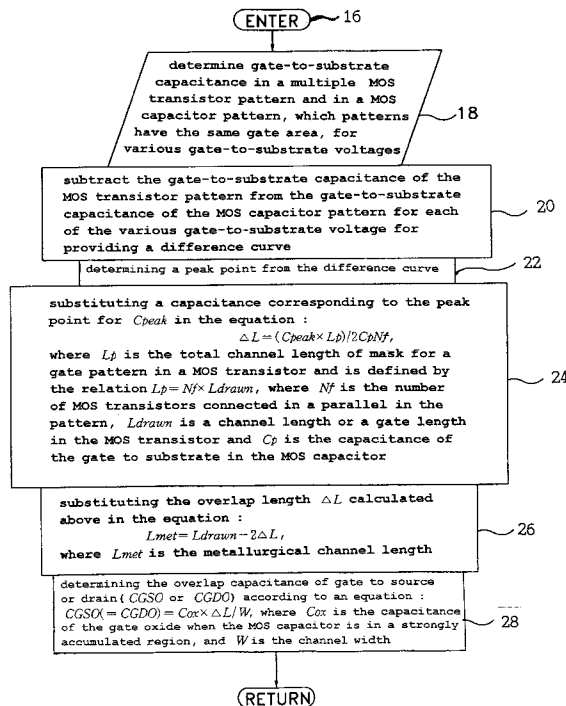 ENTER
16
determine gate-to-substrate
capacitance in a multiple MOS
transistor pattern and in a MOS
capacitor pattern, which patterns
have the same gate area, for
various gate-to-substrate voltages
18
subtract the gate-to-substrate capacitance of the
MOS transistor pattern from the gate-to-substrate
capacitance of the MOS capacitor pattern for each
of the various gate-to-substrate voltage for
providing a difference curve
20
determining a peak point from the difference curve
22
substituting a capacitance corresponding to the peak
point for Cpeak in the equation :
△L=(Cpeak×Lp)/2CpNf,
where Lp is the total channel length of mask for a
gate pattern in a MOS transistor and is defined by
the relation Lp=Nf×Ldrawn, where Nf is the number
of MOS transistors connected in a parallel in the
pattern, Ldrawn is a channel length or a gate length
in the MOS transistor and Cp is the capacitance of
the gate to substrate in the MOS capacitor
24
substituting the overlap length △L calculated
above in the equation :
Lmet=Ldrawn-2△L,
where Lmet is the metallurgical channel length
26
determining the overlap capacitance of gate to source
or drain(CGSO or CGDO) according to an equation :
CGSO(=CGDO)=Cox×△L/W, where Cox is the capacitance
of the gate oxide when the MOS capacitor is in a strongly
accumulated region, and W is the channel width
28
RETURN